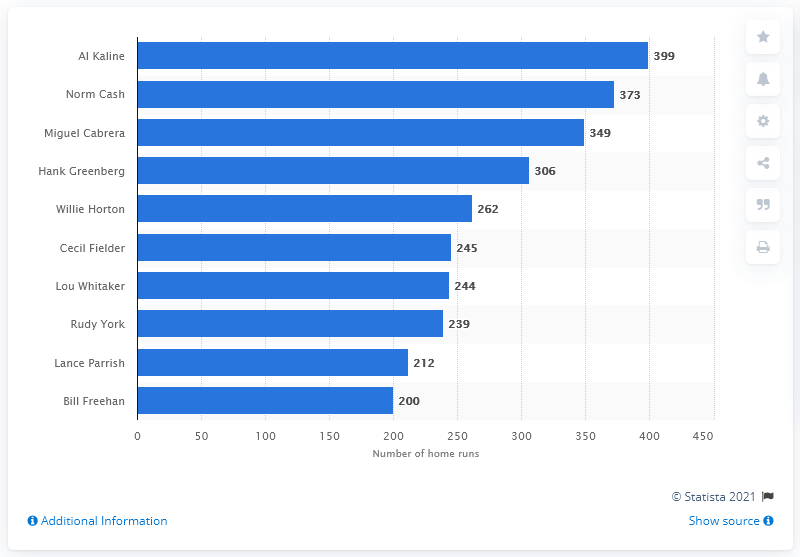 Al Kaline 399
Norm Cash 373
Miguel Cabrera 349
Hank Greenberg 306
Willie Horton 262
Cecil Fielder 245
Lou Whitaker 244
Rudy York 239
Lance Parrish 212
Bill Freehan 200
0 50 100 150 200 250 300 350 400 450
Number of home runs
© Statista 2021
Additional Information
Show source